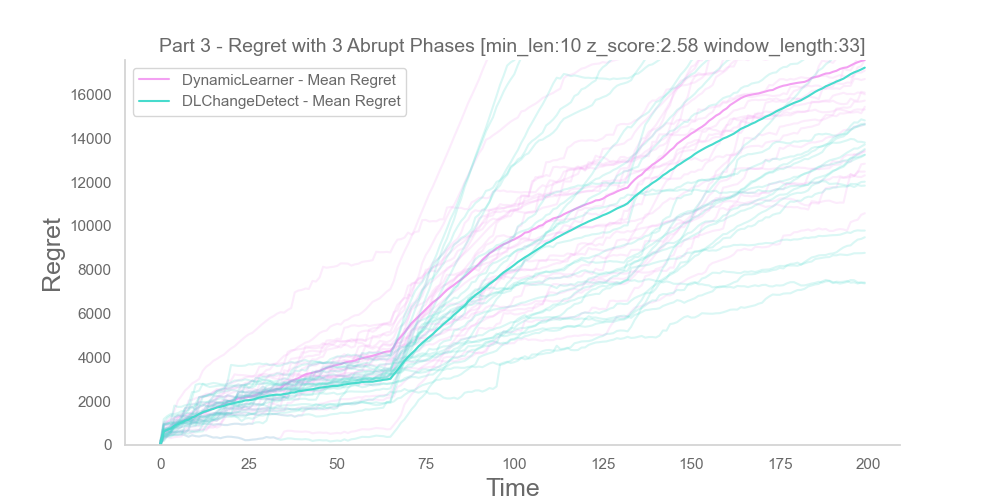 Part 3 - Regret with 3 Abrupt Phases [min_len:10 z_score:2.58 window_length:33]
DynamicLearner - Mean Regret
DLChangeDetect - Mean Regret
Regret
16000
14000
12000
10000
8000
6000
4000
2000
0
0 25 50 75 100 125 150 175 200
Time